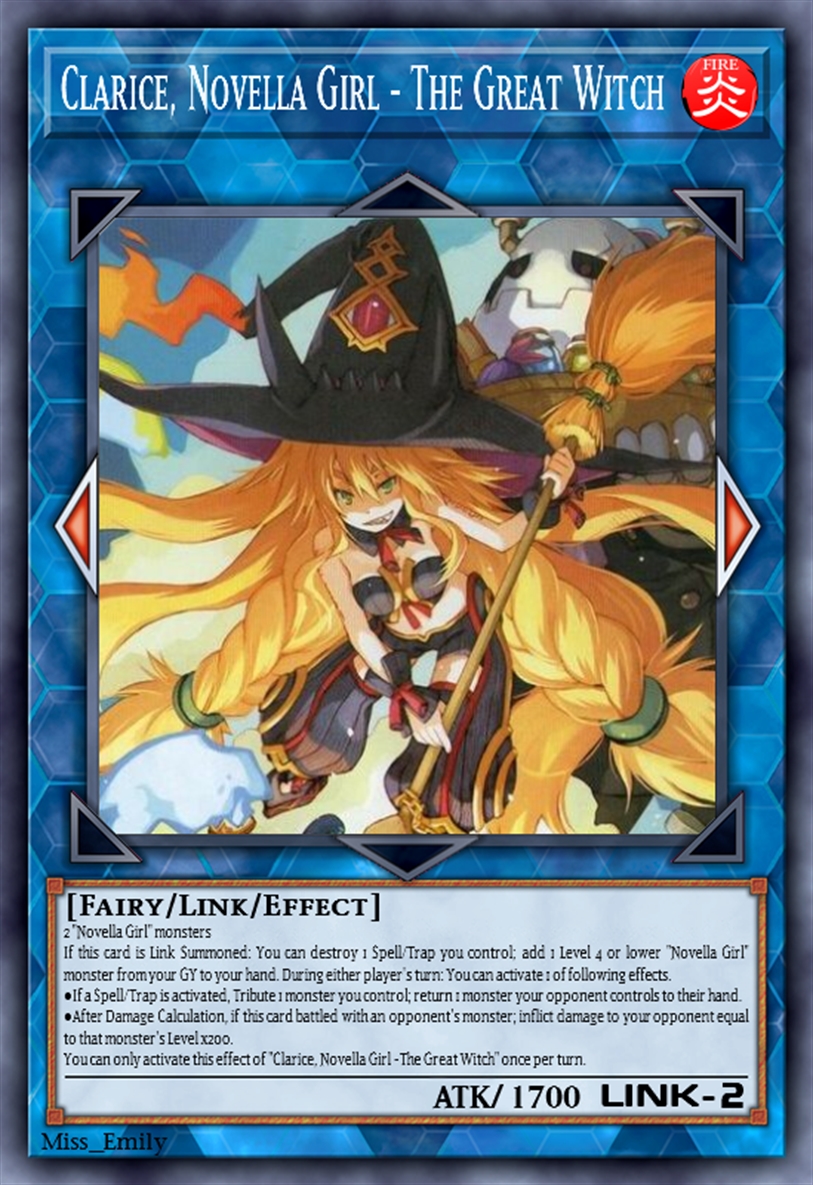 Clarice, Novella Girl - The Great Witch
FIRE
炎
[Fairy/Link/Effect]
2 "Novella Girl" monsters
If this card is Link Summoned: You can destroy 1 Spell/Trap you control; add 1 Level 4 or lower "Novella Girl"
monster from your GY to your hand. During either player's turn: You can activate 1 of following effects.
●If a Spell/Trap is activated, Tribute 1 monster you control; return 1 monster your opponent controls to their hand.
●After Damage Calculation, if this card battled with an opponent's monster; inflict damage to your opponent equal
to that monster's Level x200.
You can only activate this effect of "Clarice, Novella Girl -The Great Witch" once per turn.
ATK/ 1700 LINK-2
Miss_Emily